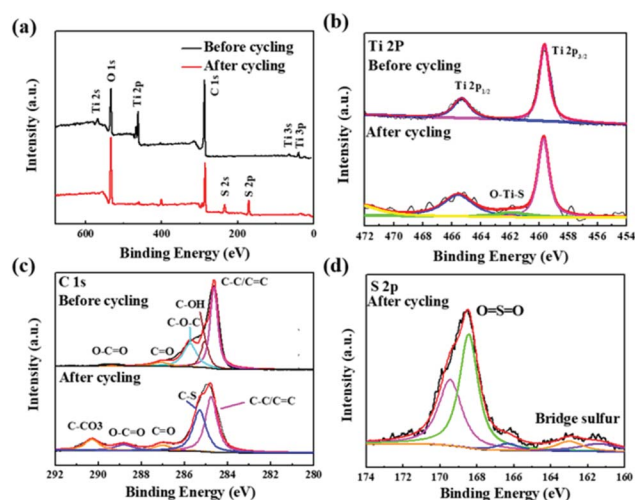 (a)
Before cycling
After cycling
Ti 2s
O 1s
Ti 2p
C 1s
Ti 3s
Ti 3p
S 2s
S 2p
Intensity (a.u.)
600 400 200 0
Binding Energy (eV)
(b)
Ti 2P
Before cycling
Ti 2p1/2
Ti 2p3/2
After cycling
O-Ti-S
Intensity (a.u.)
472 470 468 466 464 462 460 458 456 454
Binding Energy (eV)
(c)
C 1s
Before cycling
C-C/C=C
C-OH
C-O-C
O-C=O
C=O
After cycling
C-S
C-C/C=C
C-CO3
O-C=O
C=O
Intensity (a.u.)
292 290 288 286 284 282 280
Binding Energy (eV)
(d)
S 2p
After cycling
O=S=O
Bridge sulfur
Intensity (a.u.)
174 172 170 168 166 164 162 160
Binding Energy (eV)